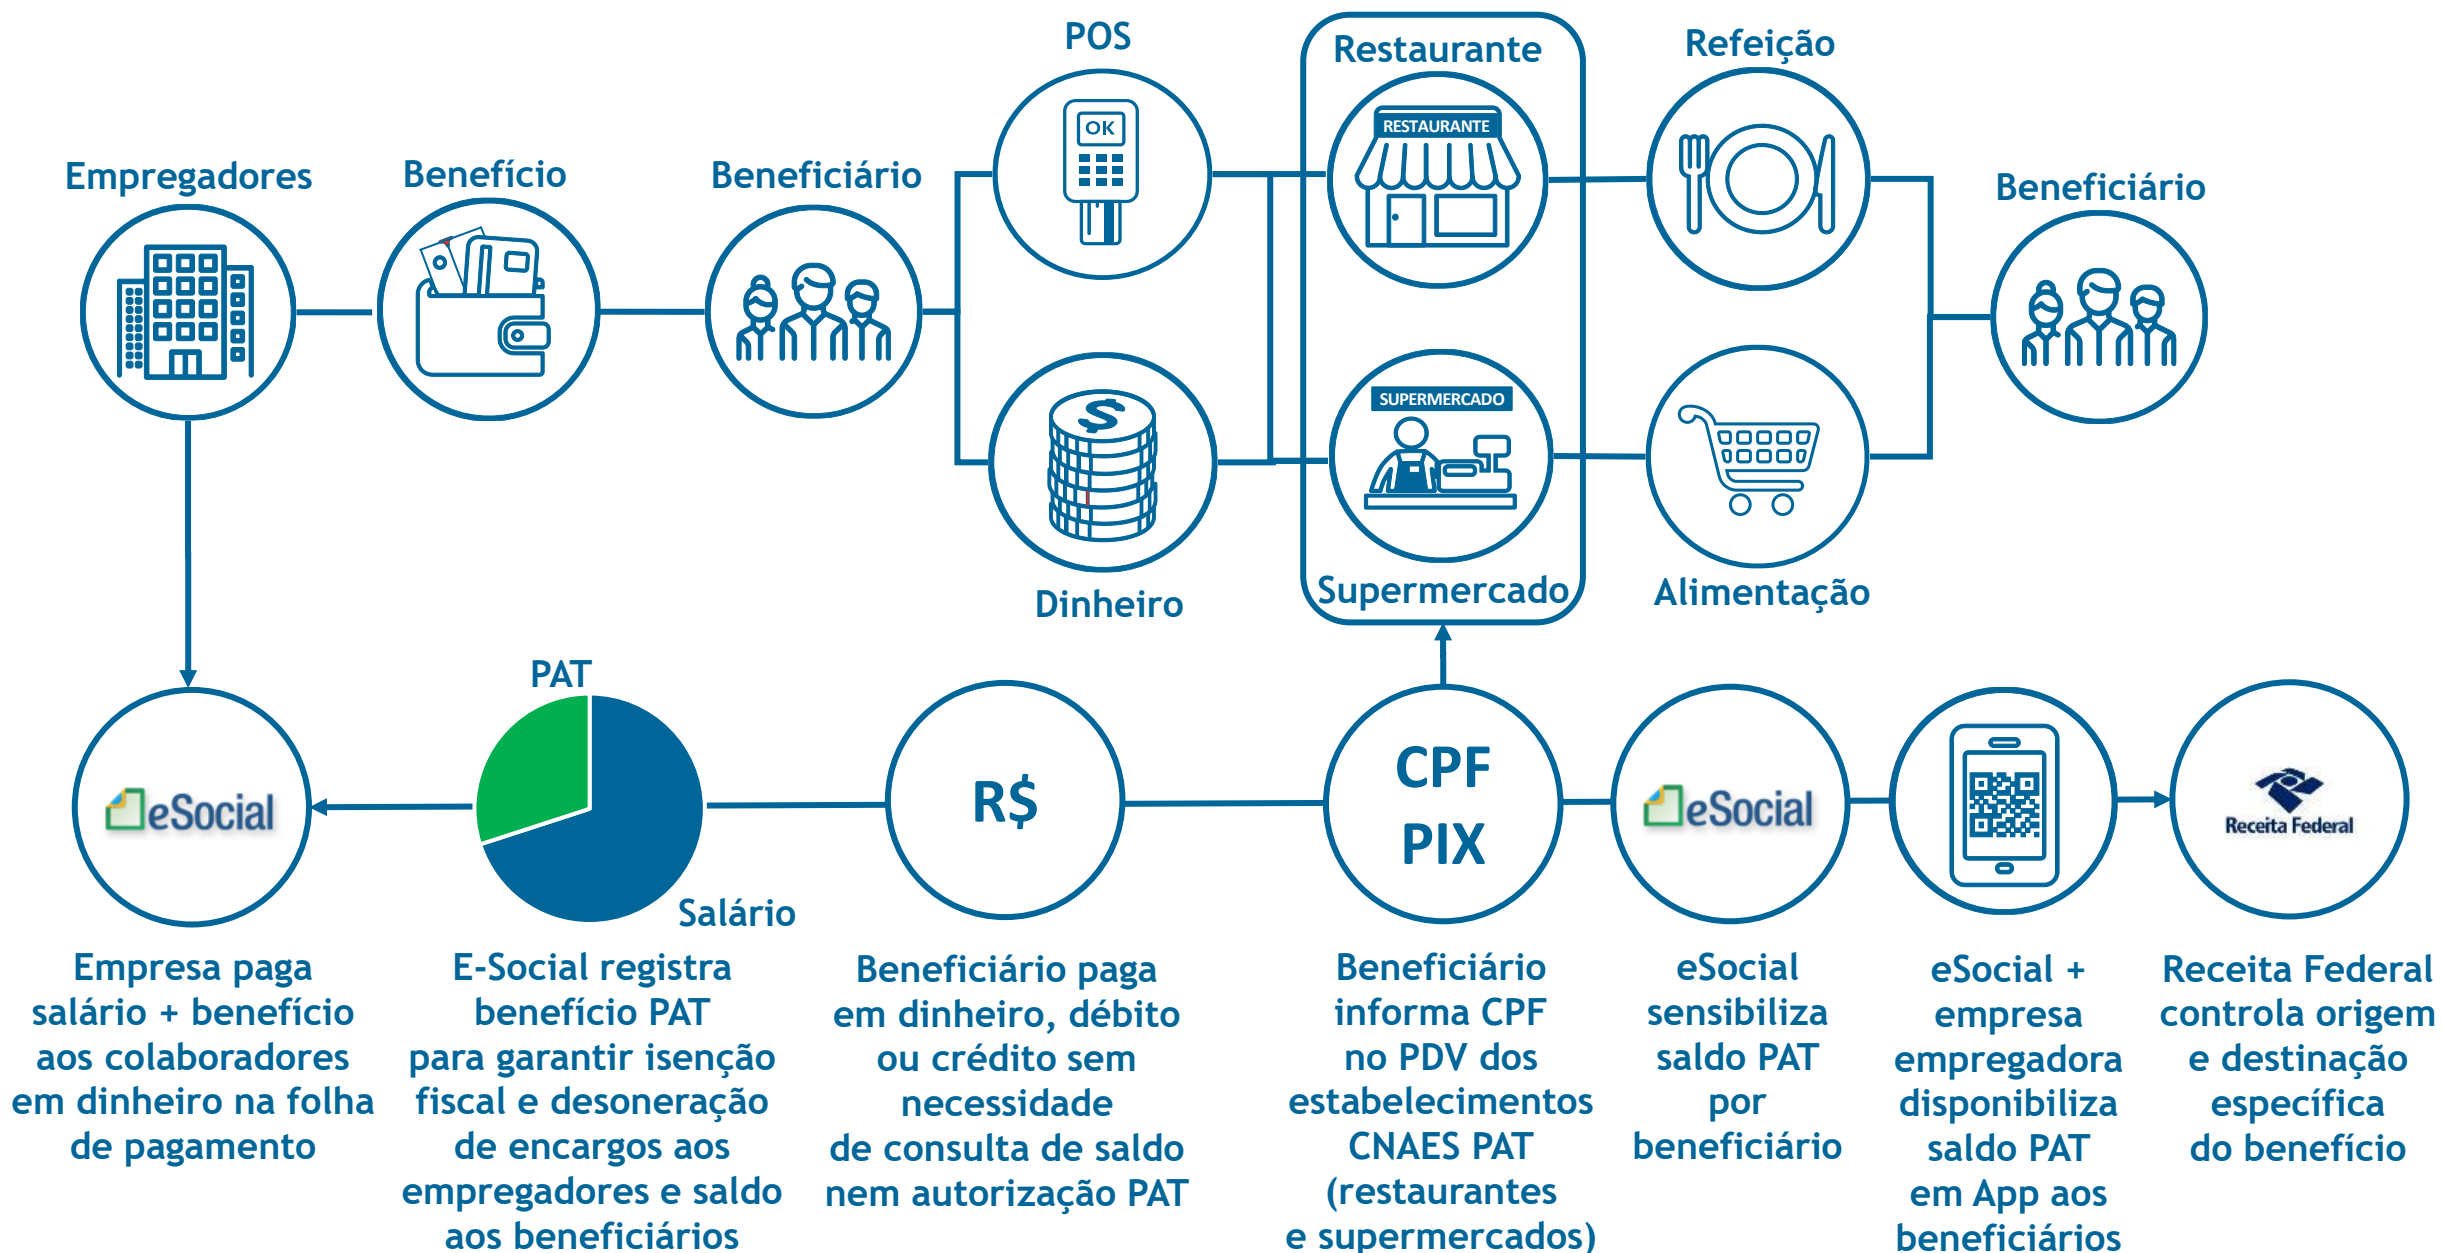 POS
Restaurante
Refeição
OK
RESTAURANTE
Empregadores
Benefício
Beneficiário
Beneficiário
$
SUPERMERCADO
Dinheiro
Supermercado
Alimentação
PAT
eSocial
R$
CPF
PIX
eSocial
Receita Federal
Salário
Empresa paga
salário + benefício
aos colaboradores
em dinheiro na folha
de pagamento
E-Social registra
benefício PAT
para garantir isenção
fiscal e desoneração
de encargos aos
empregadores e saldo
aos beneficiários
Beneficiário paga
em dinheiro, débito
ou crédito sem
necessidade
de consulta de saldo
nem autorização PAT
Beneficiário
informa CPF
no PDV dos
estabelecimentos
CNAES PAT
(restaurantes
e supermercados)
eSocial
sensibiliza
saldo PAT
por
beneficiário
eSocial +
empresa
empregadora
disponibiliza
saldo PAT
em App aos
beneficiários
Receita Federal
controla origem
e destinação
específica
do benefício